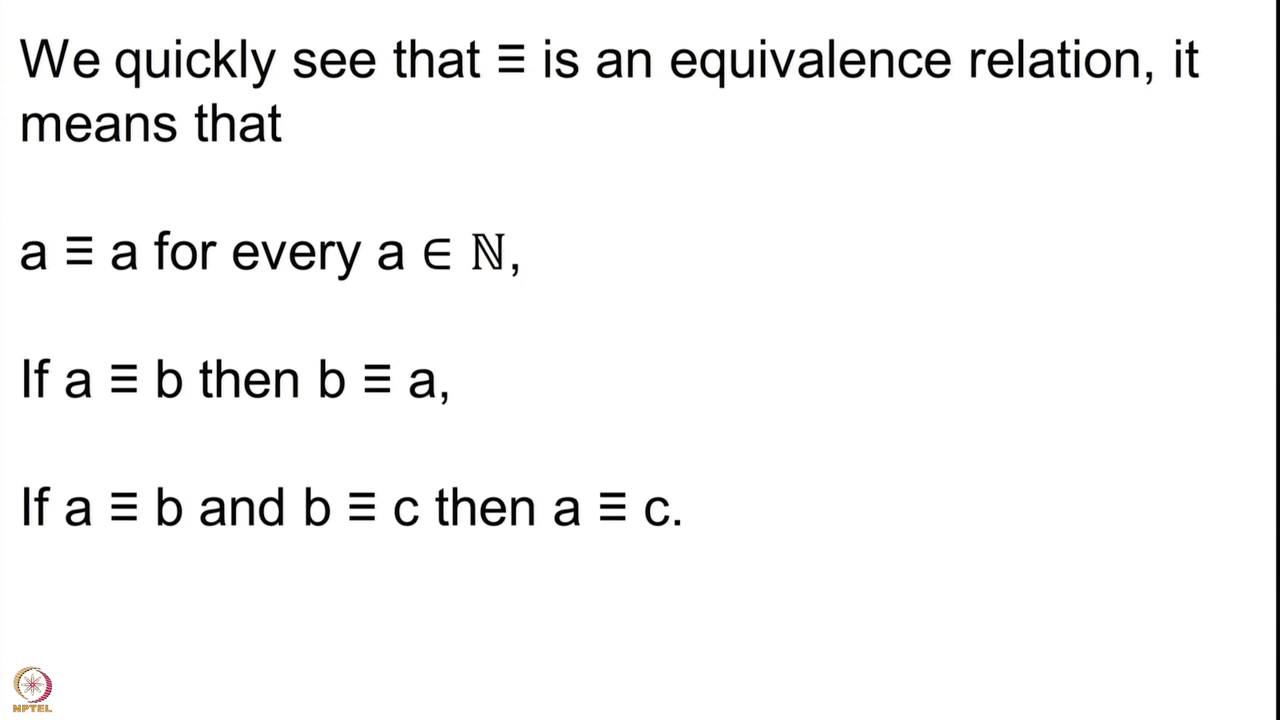 We quickly see that ≡ is an equivalence relation, it
means that
a ≡ a for every a ∈ ℕ,
If a ≡ b then b ≡ a,
If a ≡ b and b ≡ c then a ≡ c.
NPTEL